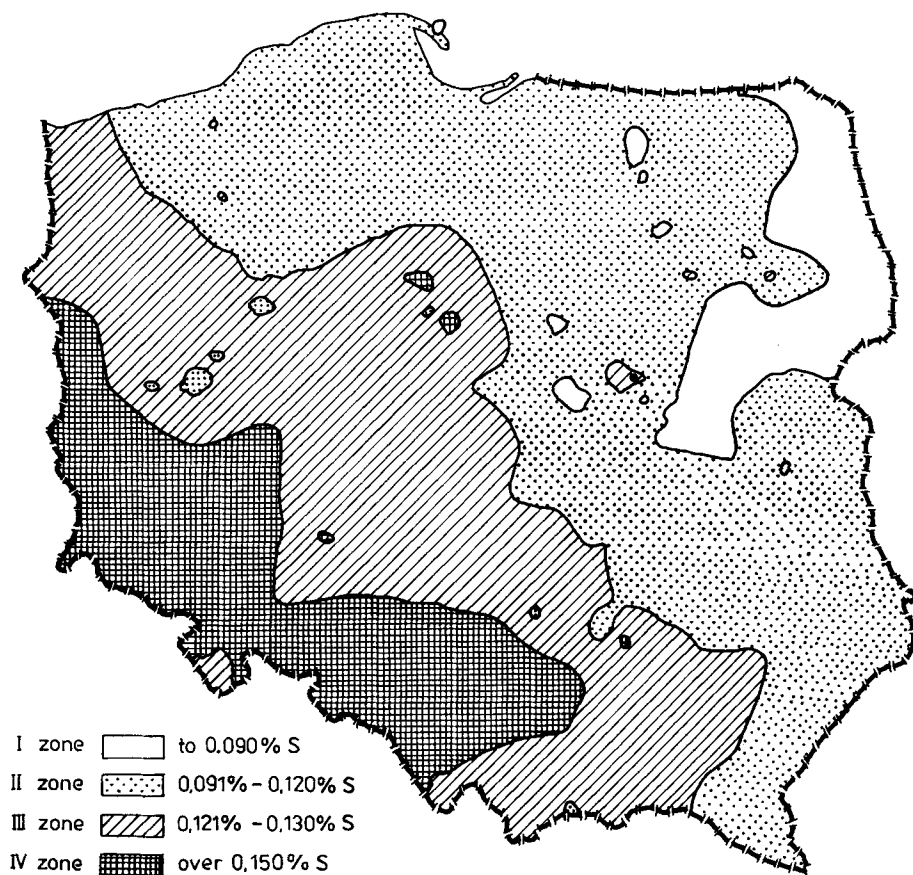 I zone to 0.090% S
II zone 0,091% - 0,120% S
III zone 0,121% - 0,130% S
IV zone over 0,150% S